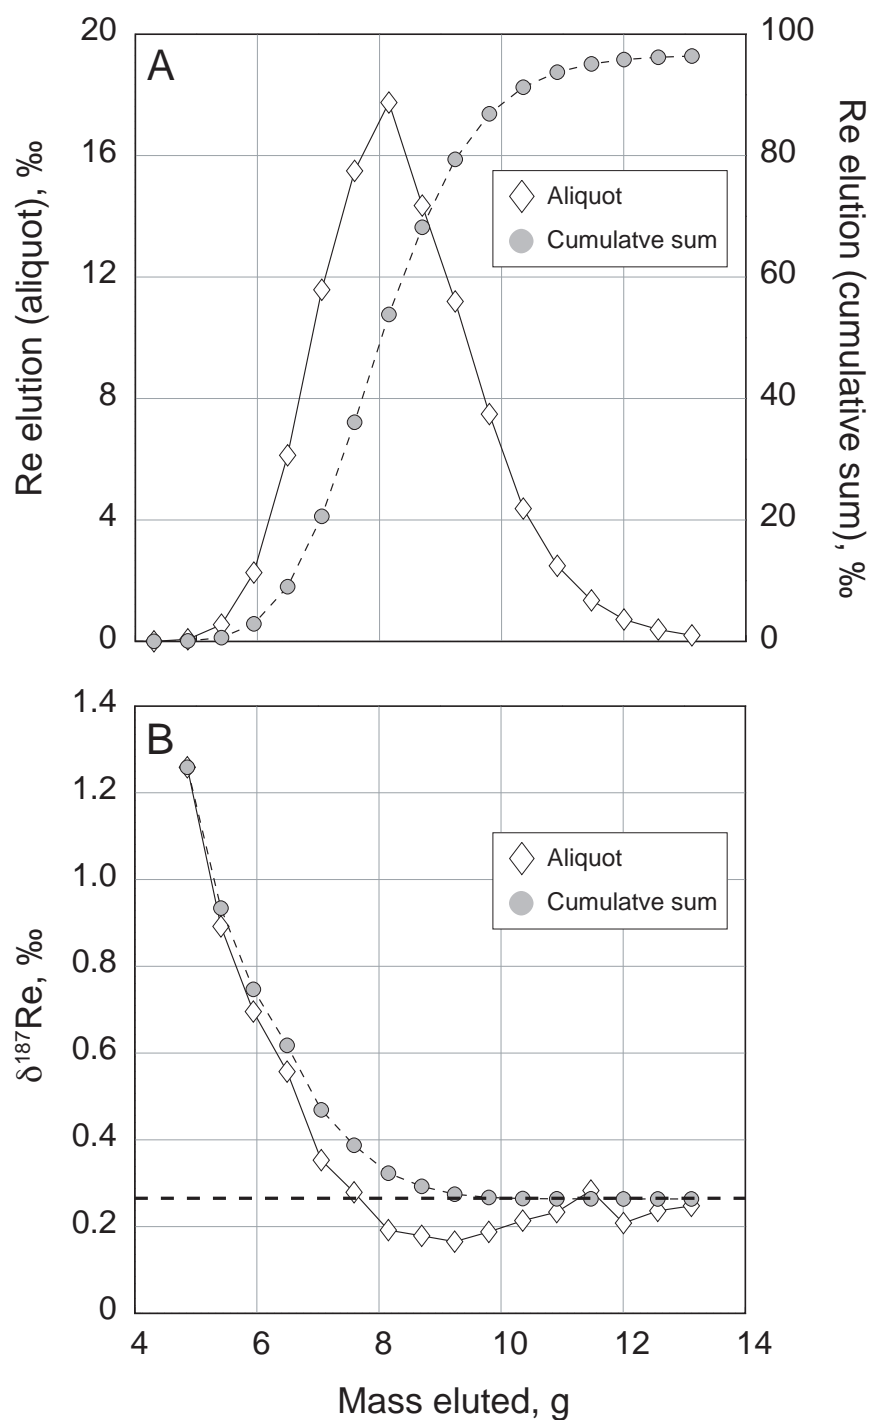 A
20
16
12
8
4
0
Re elution (aliquot), ‰
100
80
60
40
20
0
Re elution (cumulative sum), ‰
Aliquot
Cumulatve sum
B
1.4
1.2
1.0
0.8
0.6
0.4
0.2
0
δ¹⁸⁷Re, ‰
Aliquot
Cumulatve sum
4 6 8 10 12 14
Mass eluted, g